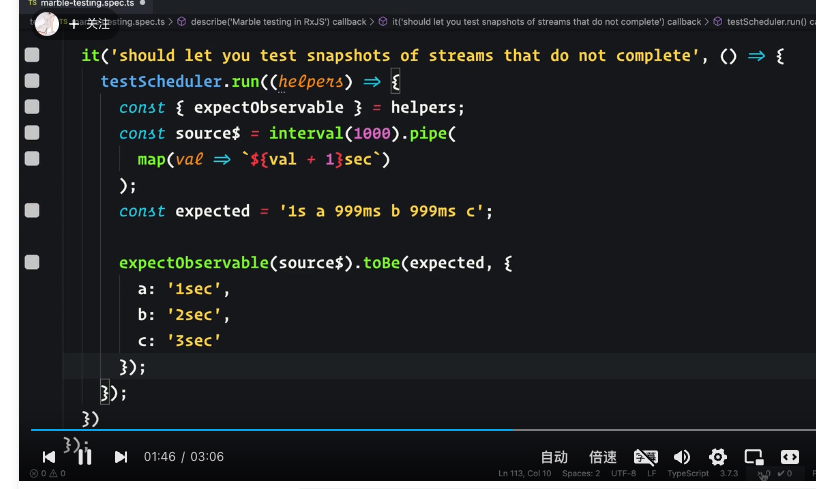 TS marble-testing.spec.ts
+ 关注
TS marble-testing.spec.ts > describe('Marble testing in RxJS') callback > it('should let you test snapshots of streams that do not complete') callback > testScheduler.run()
it('should let you test snapshots of streams that do not complete', () => {
testScheduler.run((helpers) => {
const { expectObservable } = helpers;
const source$ = interval(1000).pipe(
map(val => `${val + 1}sec`)
);
const expected = '1s a 999ms b 999ms c';
expectObservable(source$).toBe(expected, {
a: '1sec',
b: '2sec',
c: '3sec'
});
});
})
});
01:46 / 03:06
自动 倍速 字幕
0 0 Ln 113, Col 10 Spaces: 2 UTF-8 LF TypeScript 3.7.3 0 0